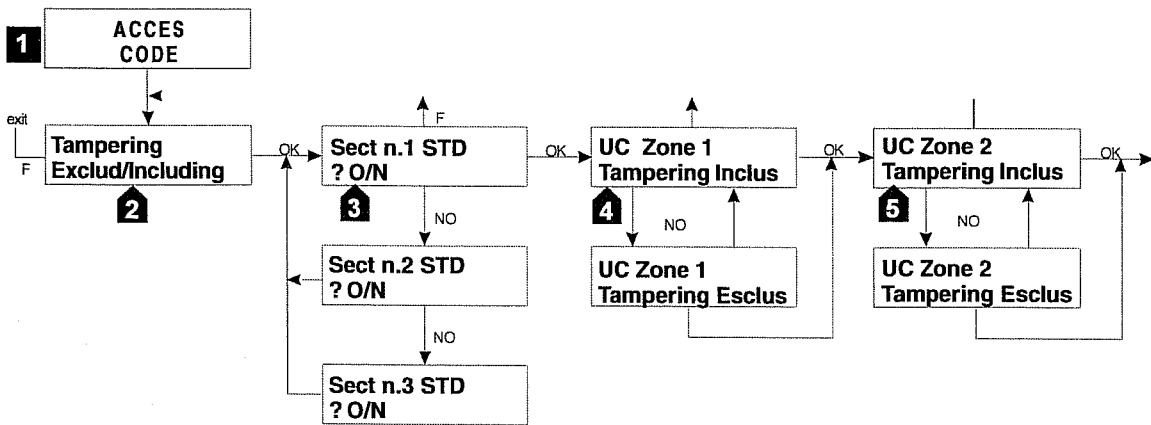 1
ACCES
CODE
exit
F
Tampering
Exclud/Including
2
OK
F
Sect n.1 STD
? O/N
3
NO
Sect n.2 STD
? O/N
NO
Sect n.3 STD
? O/N
OK
UC Zone 1
Tampering Inclus
4
NO
UC Zone 1
Tampering Esclus
OK
UC Zone 2
Tampering Inclus
5
NO
UC Zone 2
Tampering Esclus
OK